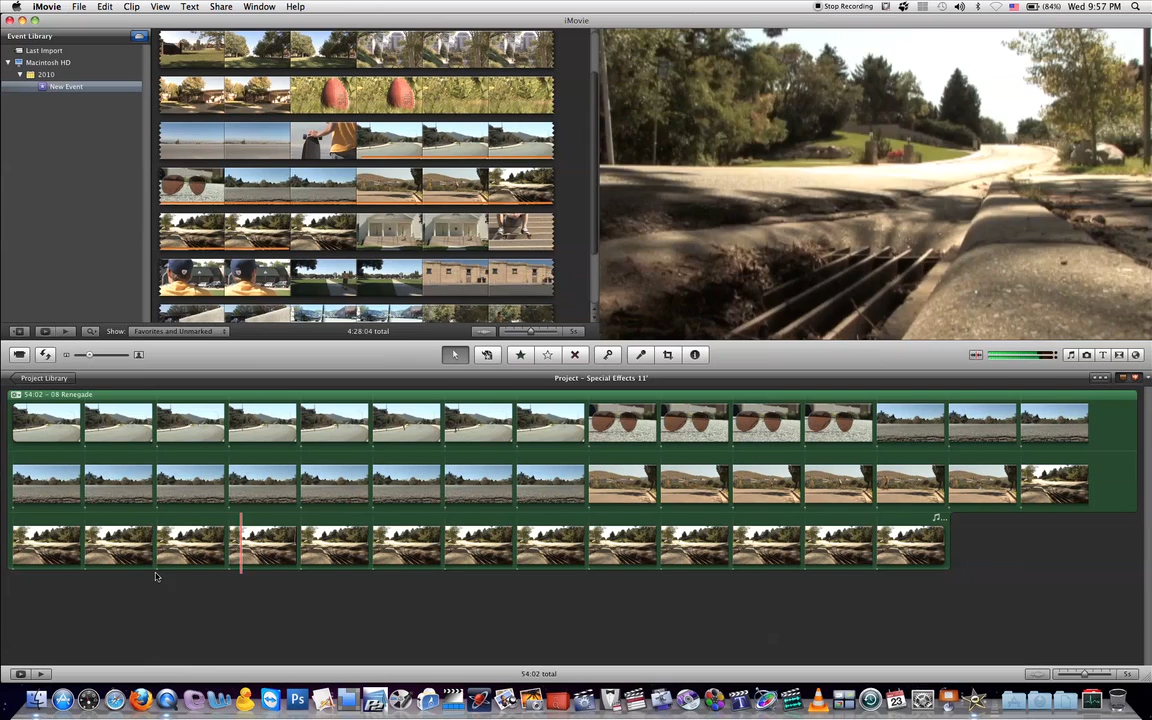 iMovie File Edit Clip View Text Share Window Help Stop Recording (84%) Wed 9:57 PM
iMovie
Event Library
Last Import
Macintosh HD
2010
New Event
Show: Favorites and Unmarked 4:28:04 total 5s
Project Library Project - Special Effects 11'
54:02 - 08 Renegade
54:02 total 5s